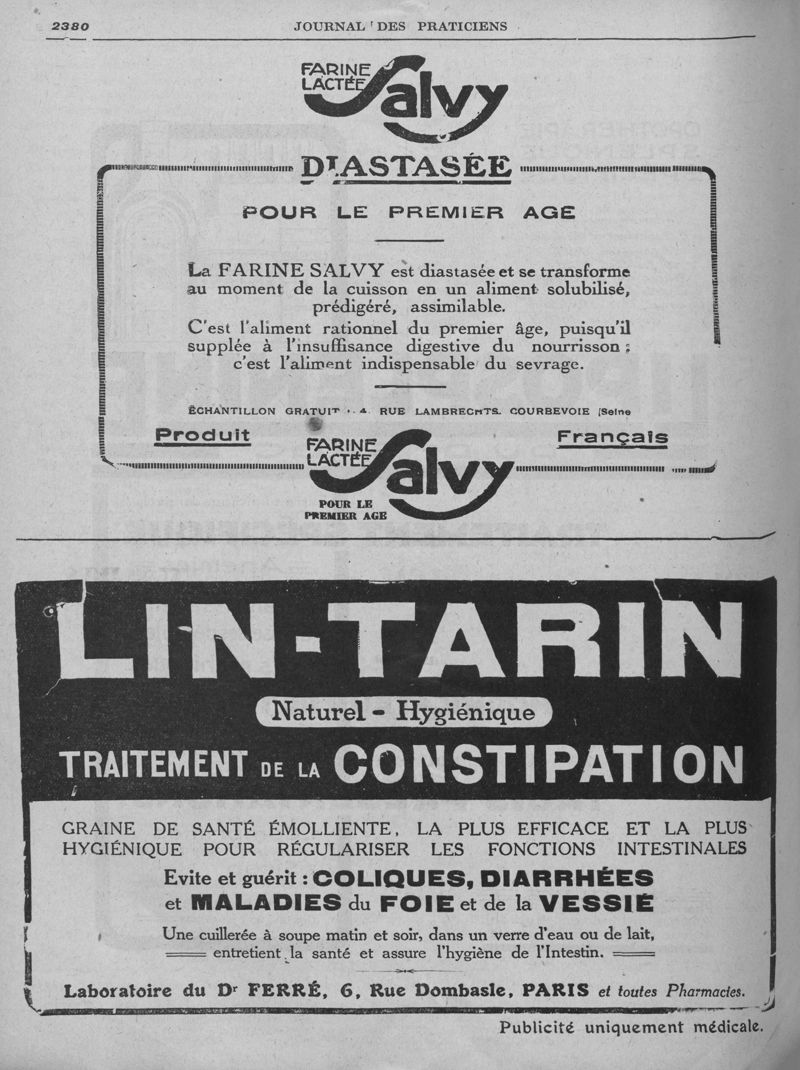 2380
JOURNAL DES PRATICIENS
FARINE
LACTÉE
Salvy
DIASTASÉE
POUR LE PREMIER AGE
La FARINE SALVY est diastasée et se transforme
au moment de la cuisson en un aliment solubilisé,
prédigéré, assimilable.
C'est l'aliment rationnel du premier âge, puisqu'il
supplée à l'insuffisance digestive du nourrisson ;
c'est l'aliment indispensable du sevrage.
ÉCHANTILLON GRATUIT . 4. RUE LAMBRECHTS. COURBEVOIE (Seine
Produit
Français
FARINE
LACTÉE
Salvy
POUR LE
PREMIER AGE
LIN-TARIN
Naturel - Hygiénique
TRAITEMENT DE LA CONSTIPATION
GRAINE DE SANTÉ ÉMOLLIENTE, LA PLUS EFFICACE ET LA PLUS
HYGIÉNIQUE POUR RÉGULARISER LES FONCTIONS INTESTINALES
Evite et guérit : COLIQUES, DIARRHÉES
et MALADIES du FOIE et de la VESSIE
Une cuillerée à soupe matin et soir, dans un verre d'eau ou de lait,
entretient la santé et assure l'hygiène de l'Intestin.
Laboratoire du Dr FERRÉ, 6, Rue Dombasle, PARIS et toutes Pharmacies.
Publicité uniquement médicale.